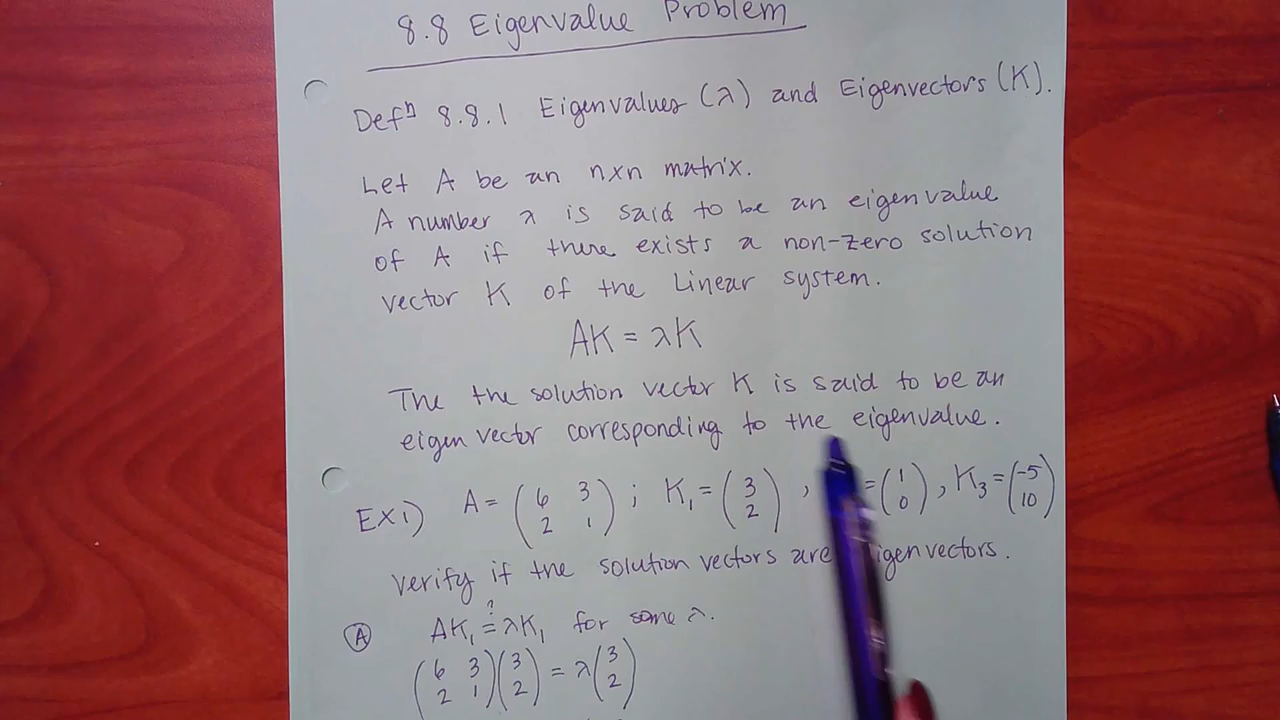 8.8 Eigenvalue Problem
Defⁿ 8.8.1 Eigenvalues (λ) and Eigenvectors (K).
Let A be an nxn matrix.
A number λ is said to be an eigenvalue
of A if there exists a non-zero solution
vector K of the Linear system.
AK = λK
The the solution vector K is said to be an
eigen vector corresponding to the eigenvalue.
EX1) A = (6 3; 2 1) ; K₁ = (3; 2) , = (1; 0) , K₃ = (-5; 10)
verify if the solution vectors are igenvectors.
Ⓐ AK₁ ?= λK₁ for some λ.
(6 3; 2 1)(3; 2) = λ(3; 2)